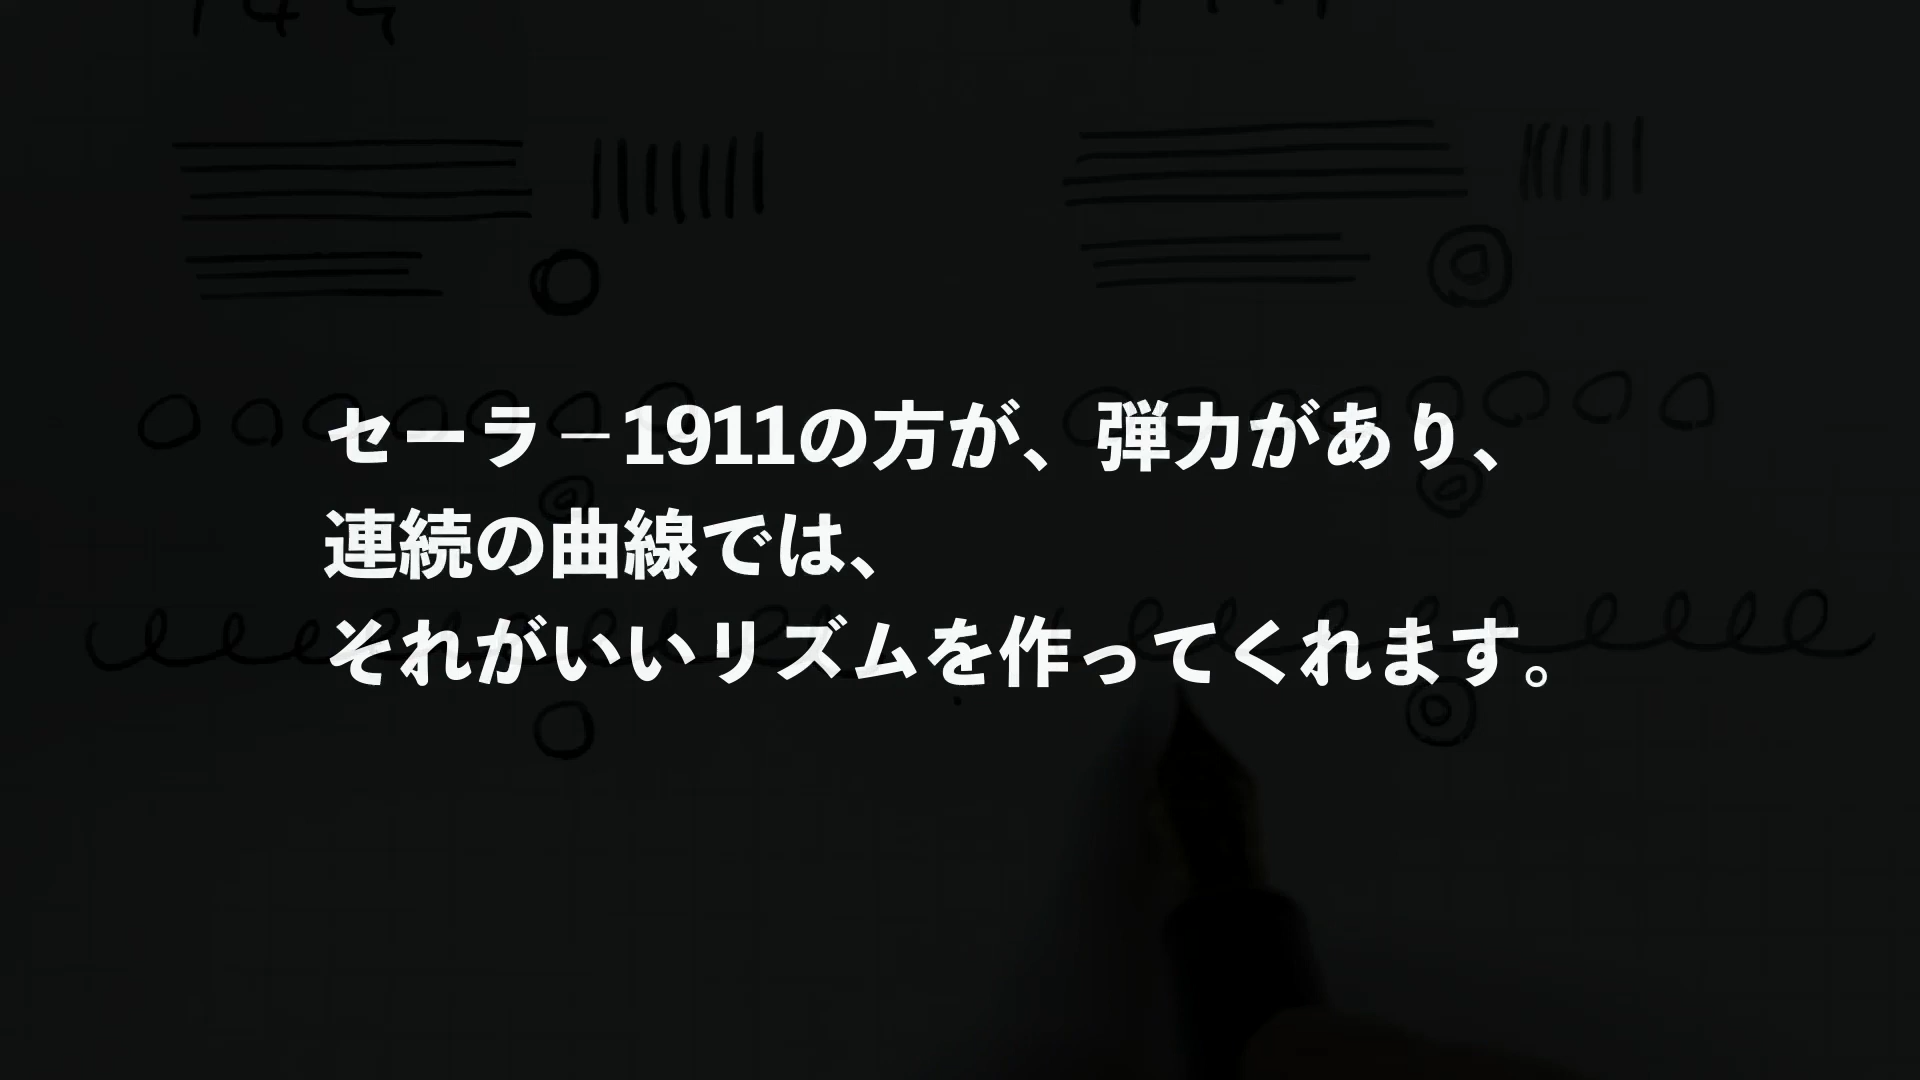 セーラー1911の方が、弾力があり、
連続の曲線では、
それがいいリズムを作ってくれます。